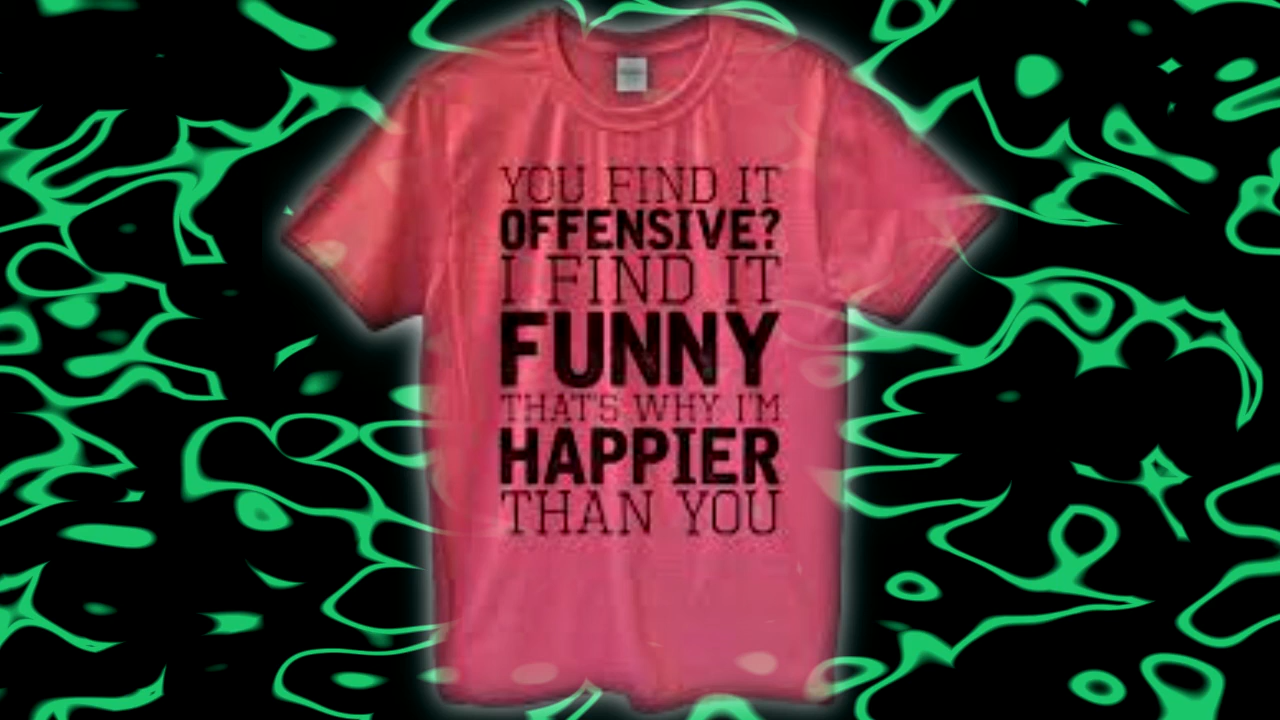 YOU FIND IT
OFFENSIVE?
I FIND IT
FUNNY
THAT'S WHY I'M
HAPPIER
THAN YOU